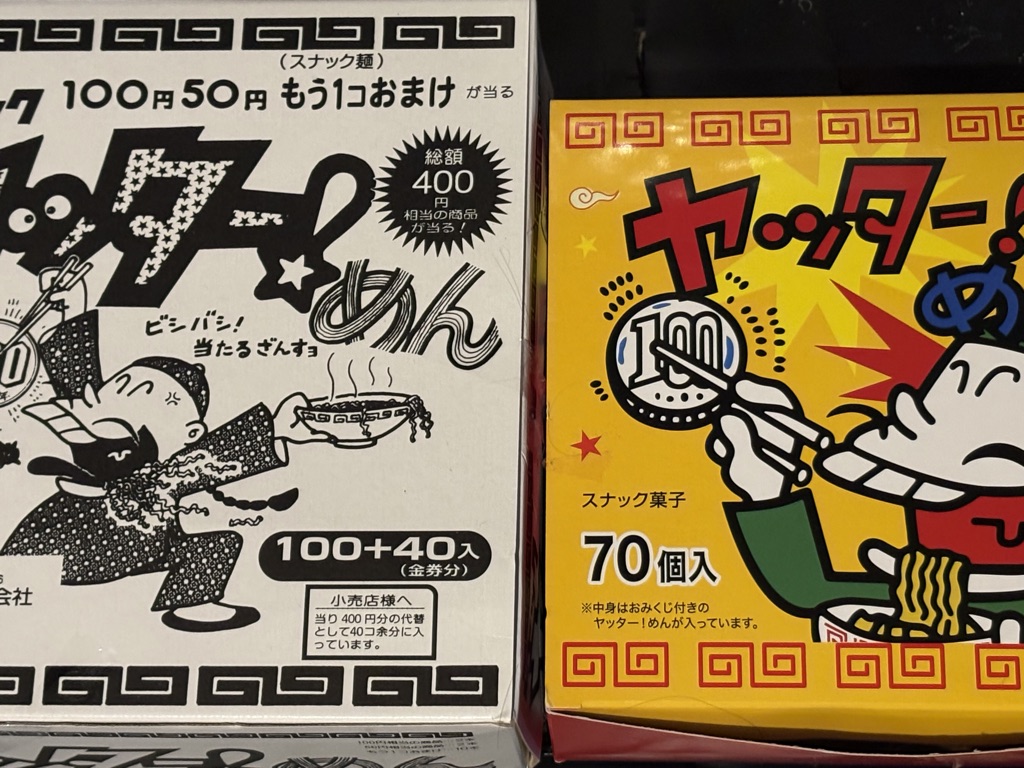 (スナック麺)
ック 100円50円 もう1コおまけ が当る
ッター!
めん
総額
400
円
相当の商品
が当る!
ビシバシ!
当たるざんすョ
100+40入
(金券分)
会社
小売店様へ
当り400円分の代替
として40コ余分に入
っています。
ヤッター!
め
100
スナック菓子
70個入
※中身はおみくじ付きの
ヤッター!めんが入っています。